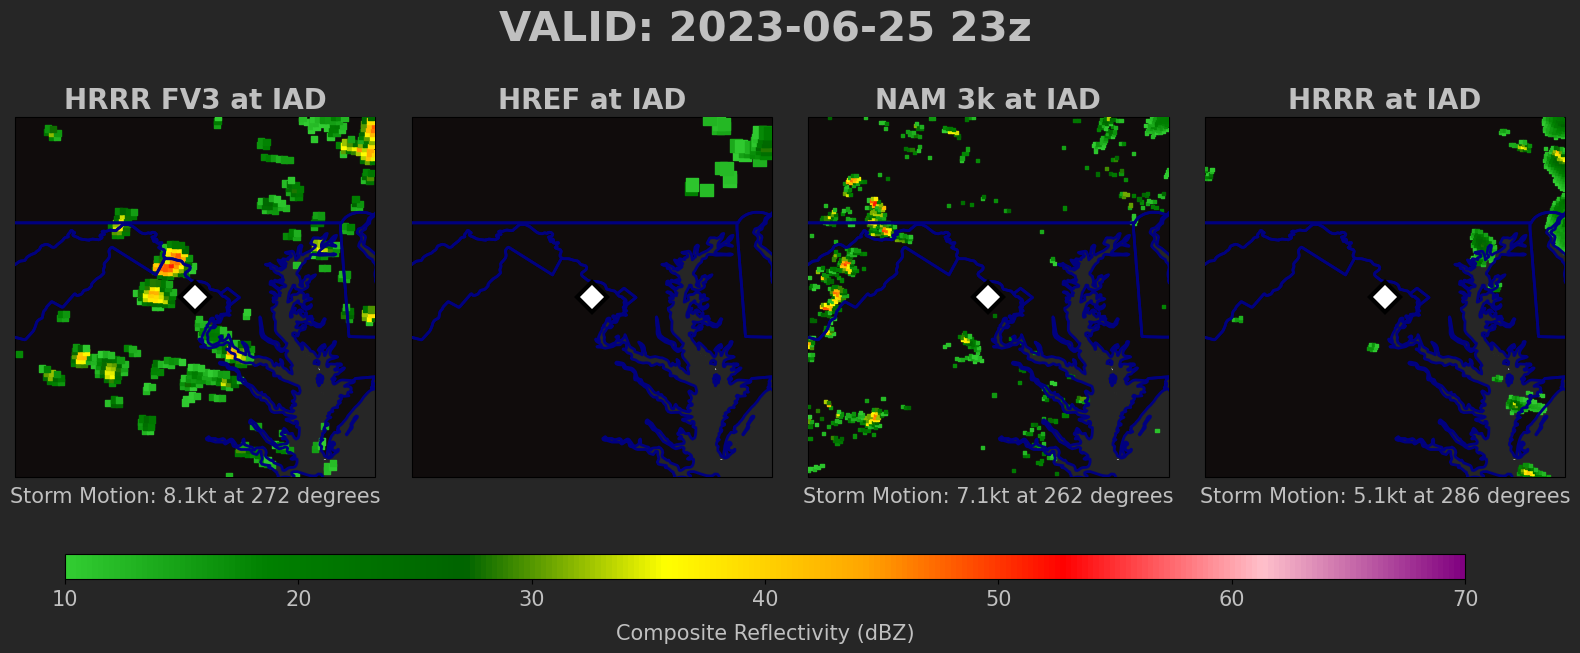 VALID: 2023-06-25 23z
HRRR FV3 at IAD
HREF at IAD
NAM 3k at IAD
HRRR at IAD
Storm Motion: 8.1kt at 272 degrees
Storm Motion: 7.1kt at 262 degrees
Storm Motion: 5.1kt at 286 degrees
10 20 30 40 50 60 70
Composite Reflectivity (dBZ)